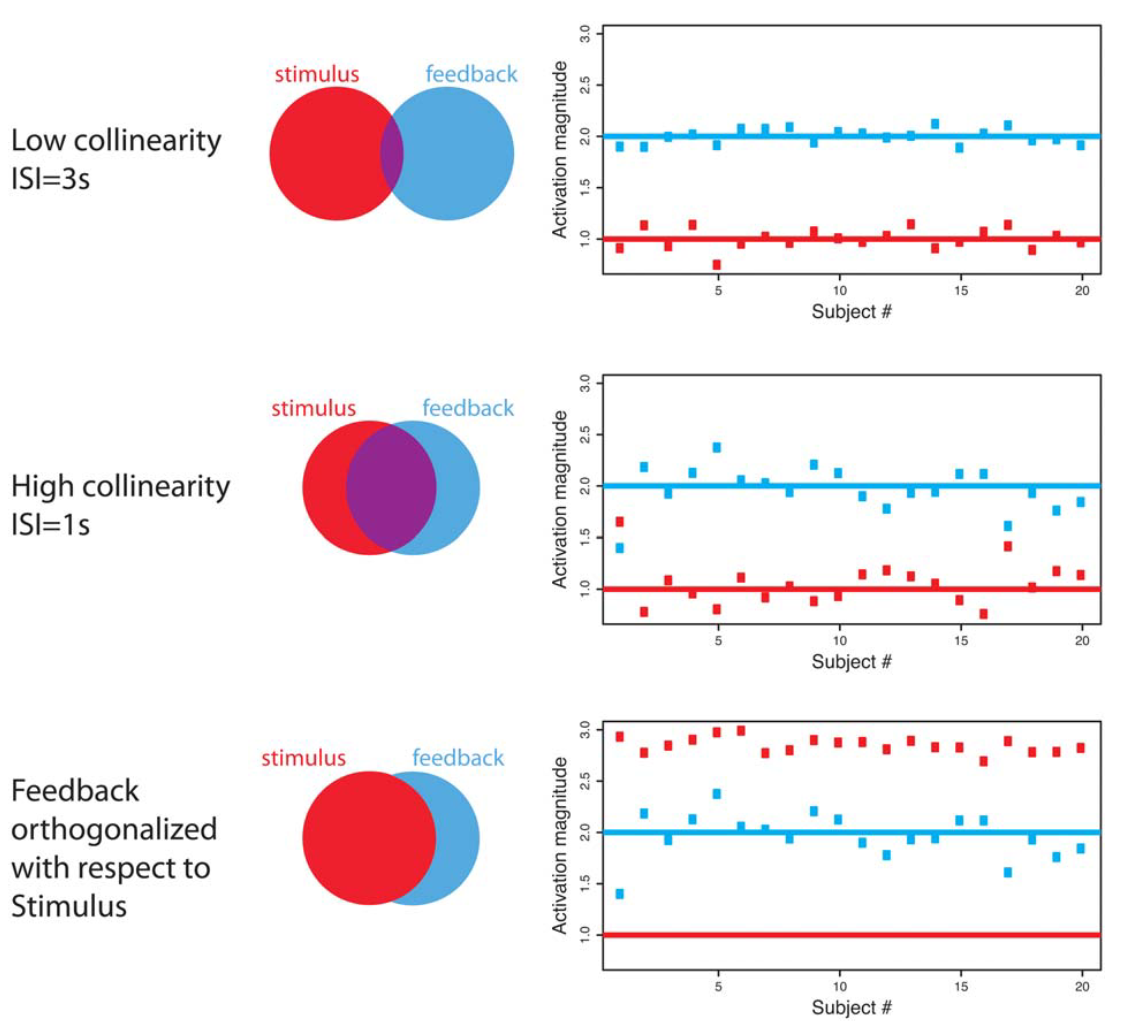 stimulus
feedback
Low collinearity
ISI=3s
Activation magnitude
3.0
2.5
2.0
1.5
1.0
5
10
15
20
Subject #
stimulus
feedback
High collinearity
ISI=1s
Activation magnitude
3.0
2.5
2.0
1.5
1.0
5
10
15
20
Subject #
stimulus
feedback
Feedback
orthogonalized
with respect to
Stimulus
Activation magnitude
3.0
2.5
2.0
1.5
1.0
5
10
15
20
Subject #